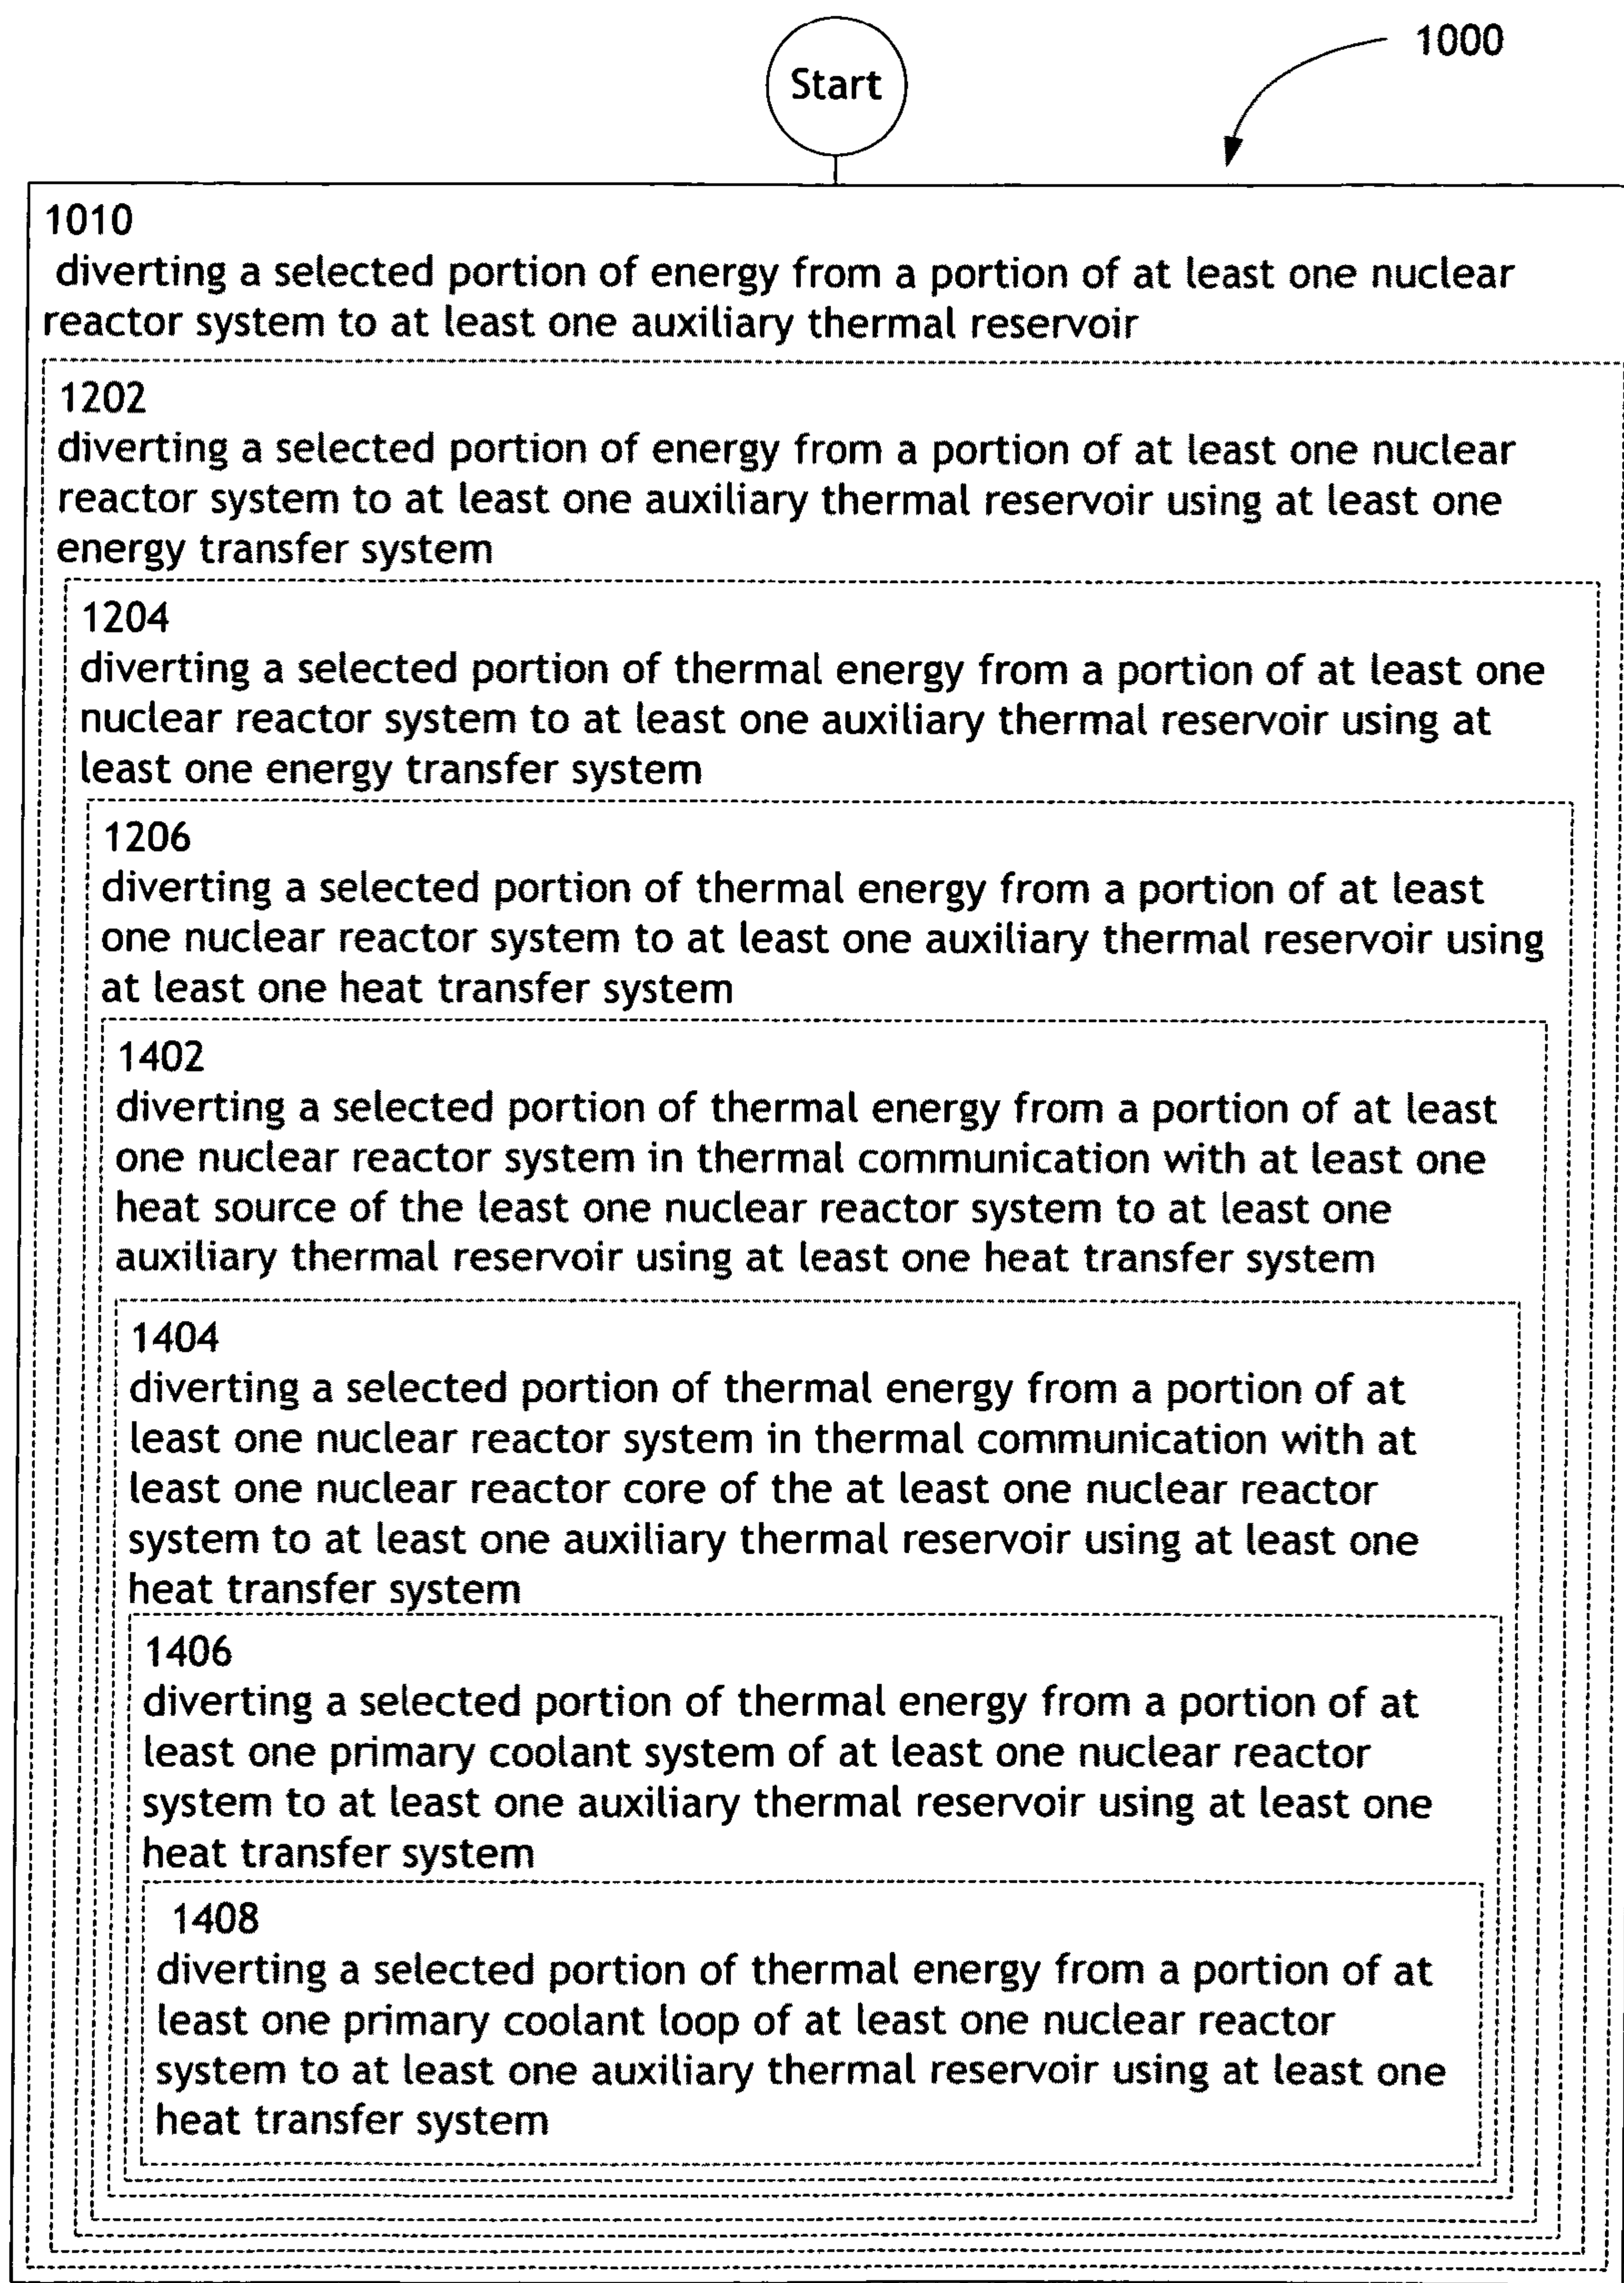 Start
1000
1010
diverting a selected portion of energy from a portion of at least one nuclear
reactor system to at least one auxiliary thermal reservoir
1202
diverting a selected portion of energy from a portion of at least one nuclear
reactor system to at least one auxiliary thermal reservoir using at least one
energy transfer system
1204
diverting a selected portion of thermal energy from a portion of at least one
nuclear reactor system to at least one auxiliary thermal reservoir using at
least one energy transfer system
1206
diverting a selected portion of thermal energy from a portion of at least
one nuclear reactor system to at least one auxiliary thermal reservoir using
at least one heat transfer system
1402
diverting a selected portion of thermal energy from a portion of at least
one nuclear reactor system in thermal communication with at least one
heat source of the least one nuclear reactor system to at least one
auxiliary thermal reservoir using at least one heat transfer system
1404
diverting a selected portion of thermal energy from a portion of at
least one nuclear reactor system in thermal communication with at
least one nuclear reactor core of the at least one nuclear reactor
system to at least one auxiliary thermal reservoir using at least one
heat transfer system
1406
diverting a selected portion of thermal energy from a portion of at
least one primary coolant system of at least one nuclear reactor
system to at least one auxiliary thermal reservoir using at least one
heat transfer system
1408
diverting a selected portion of thermal energy from a portion of at
least one primary coolant loop of at least one nuclear reactor
system to at least one auxiliary thermal reservoir using at least one
heat transfer system